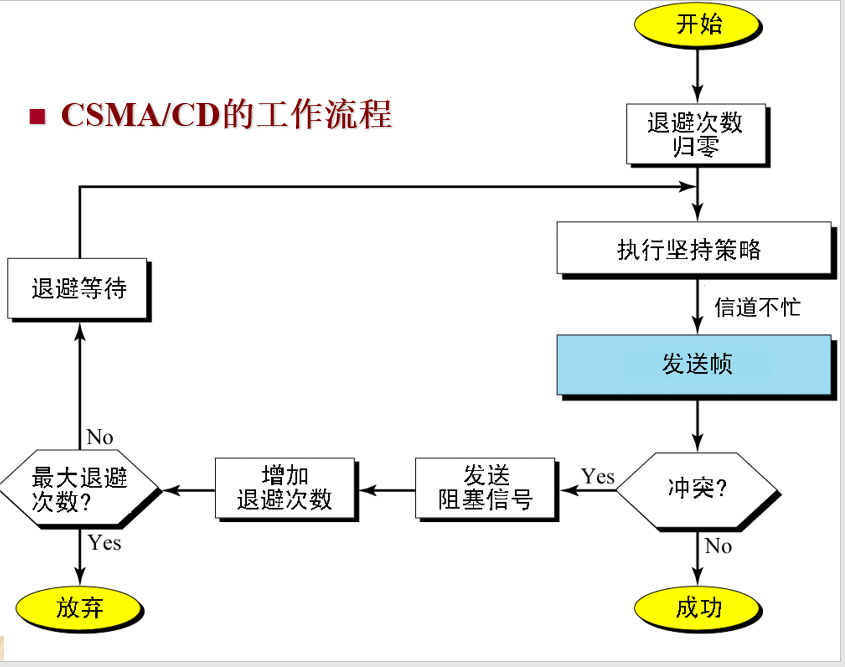 开始
CSMA/CD的工作流程
退避次数
归零
执行坚持策略
退避等待
信道不忙
发送帧
No
最大退避
次数?
增加
退避次数
发送
阻塞信号
Yes
冲突?
Yes
No
放弃
成功